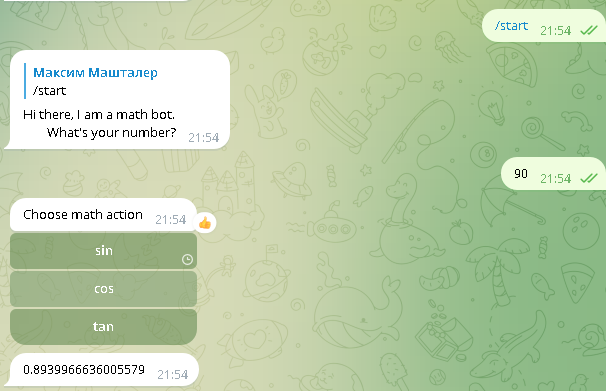 /start 21:54
Максим Машталер
/start
Hi there, I am a math bot.
What's your number? 21:54
90 21:54
Choose math action 21:54
sin
cos
tan
0.8939966636005579 21:54